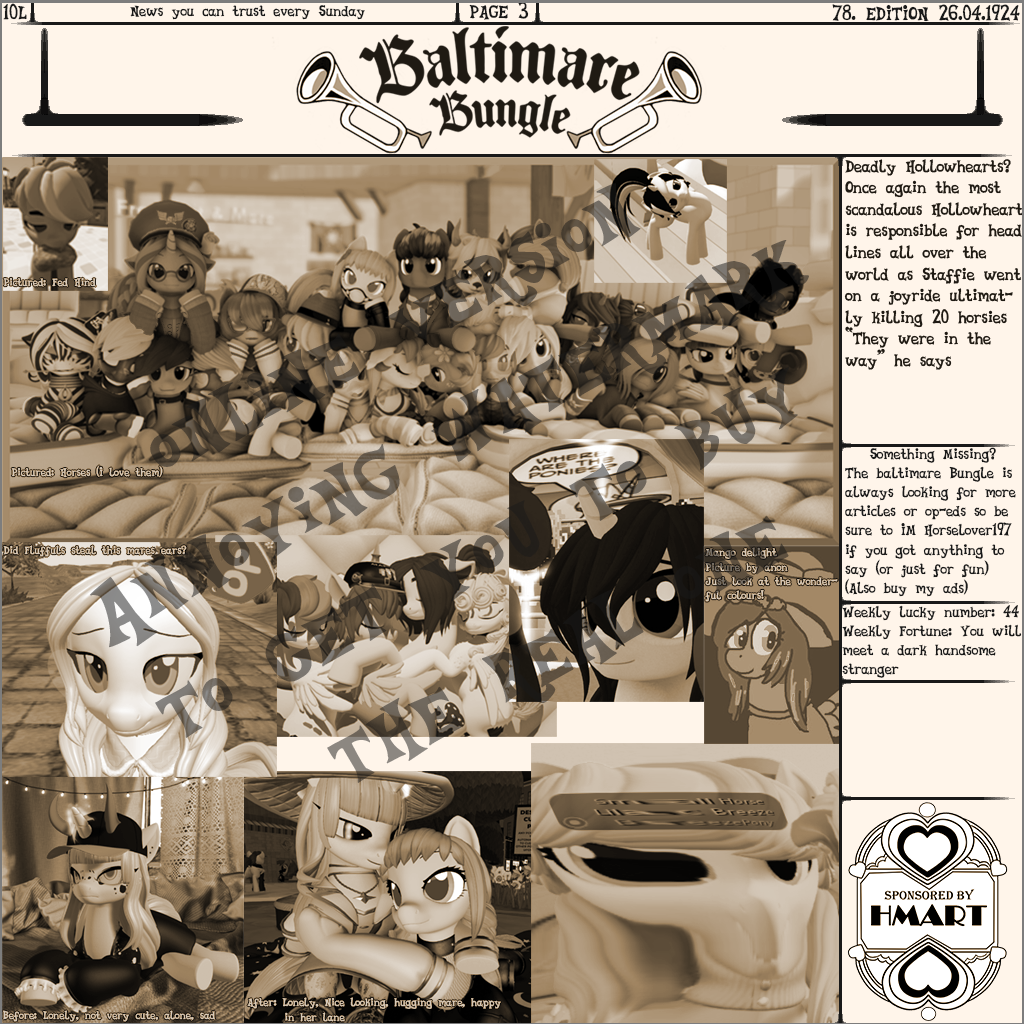 10L
News you can trust every Sunday
PAGE 3
78. EDITION 26.04.1924
Baltimare
Bungle
Pictured: Fed Hind
Pictured: Horses (i love them)
ONLINE VERSION
ANNOYING WATERMARK
TO GET YOU TO BUY
THE REAL ONE
WHERE
ARE THE
PONIES?
Did Fluffuls steal this mares ears?
Mango delight
Picture by anon
Just look at the wonder-
ful colours!
Before: Lonely, not very cute, alone, sad
After: Lonely, Nice looking, hugging mare, happy
in her lane
Horse
Breeze
Deadly Hollowhearts?
Once again the most
scandalous Hollowheart
is responsible for head
lines all over the
world as Staffie went
on a joyride ultimat-
ly killing 20 horsies
"They were in the
way" he says
Something Missing?
The baltimare Bungle is
always looking for more
articles or op-eds so be
sure to iM Horselover197
if you got anything to
say (or just for fun)
(Also buy my ads)
Weekly lucky number: 44
Weekly Fortune: You will
meet a dark handsome
stranger
SPONSORED BY
HMART